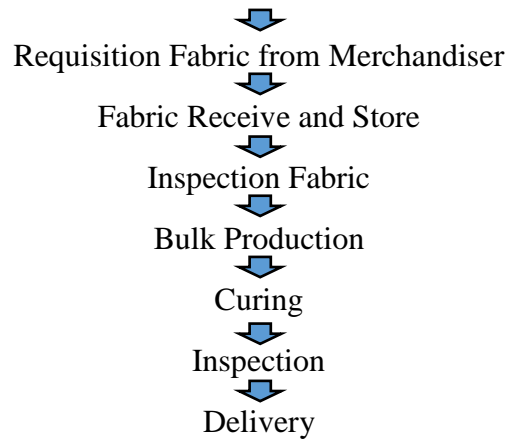 Requisition Fabric from Merchandiser
Fabric Receive and Store
Inspection Fabric
Bulk Production
Curing
Inspection
Delivery